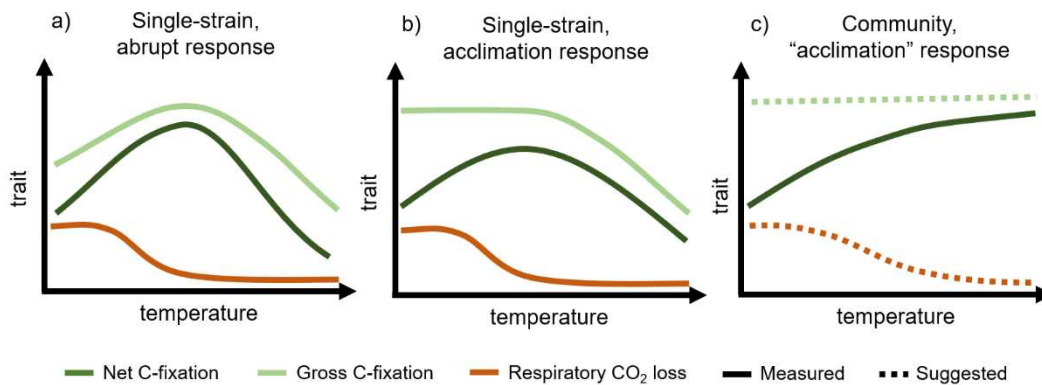 a)
Single-strain,
abrupt response
trait
temperature
b)
Single-strain,
acclimation response
trait
temperature
c)
Community,
“acclimation” response
trait
temperature
Net C-fixation
Gross C-fixation
Respiratory CO₂ loss
Measured
Suggested